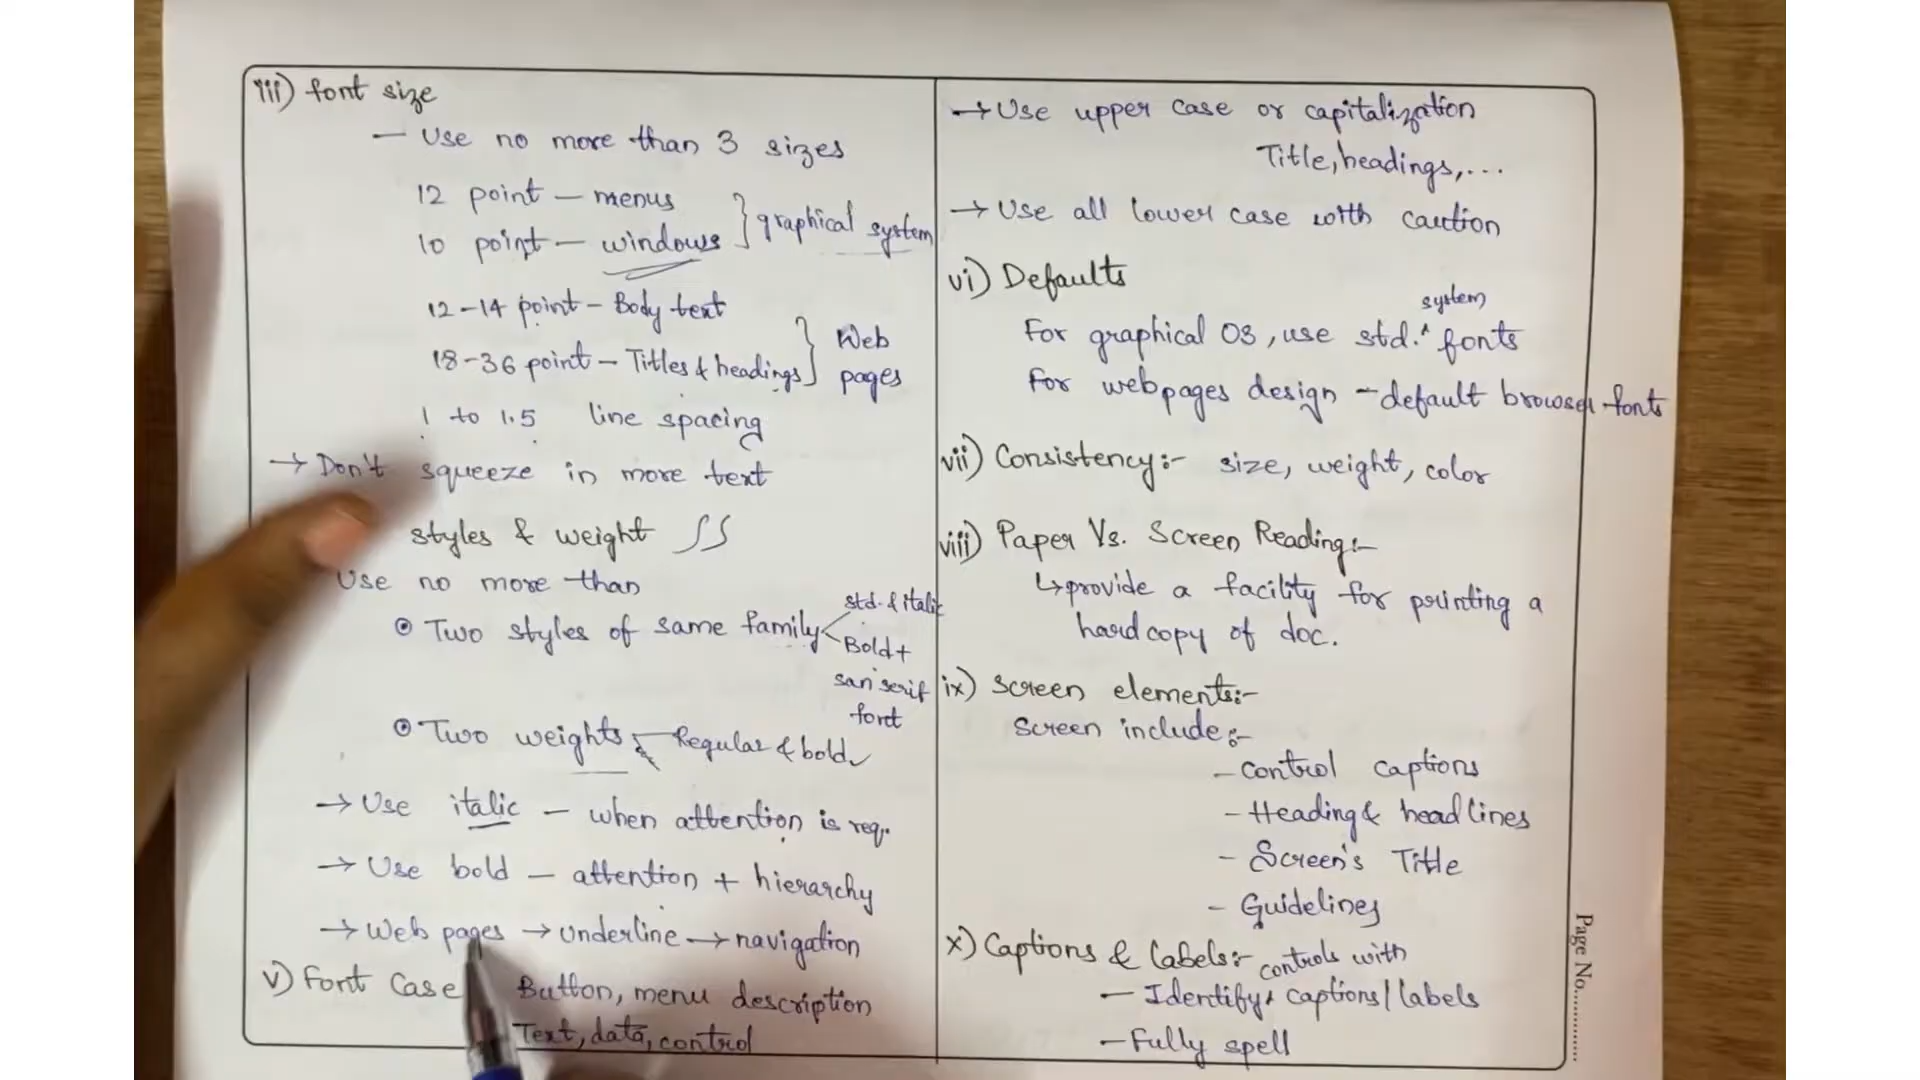 iii) font size
— Use no more than 3 sizes
12 point — menus
10 point — windows } graphical system
12-14 point — Body text
18-36 point — Titles & headings } Web pages
1 to 1.5 line spacing
→ Don't squeeze in more text
styles & weight
Use no more than
⊙ Two styles of same family < std. & italic
Bold +
san serif
font
⊙ Two weights { Regular & bold
→ Use italic — when attention is req.
→ Use bold — attention + hierarchy
→ Web pages → underline → navigation
v) font Case Button, menu description
Text, data, control
→ Use upper case or capitalization
Title, headings, ...
→ Use all lower case with caution
vi) Defaults
For graphical OS, use std. system fonts
For webpages design - default browser fonts
vii) Consistency:- size, weight, color
viii) Paper Vs. Screen Reading:-
↳ provide a facility for printing a
hard copy of doc.
ix) Screen elements:-
Screen include:-
- Control captions
- Heading & headlines
- Screen's Title
- Guidelines
x) Captions & labels:- controls with
— Identify captions/labels
— Fully spell
Page No.............